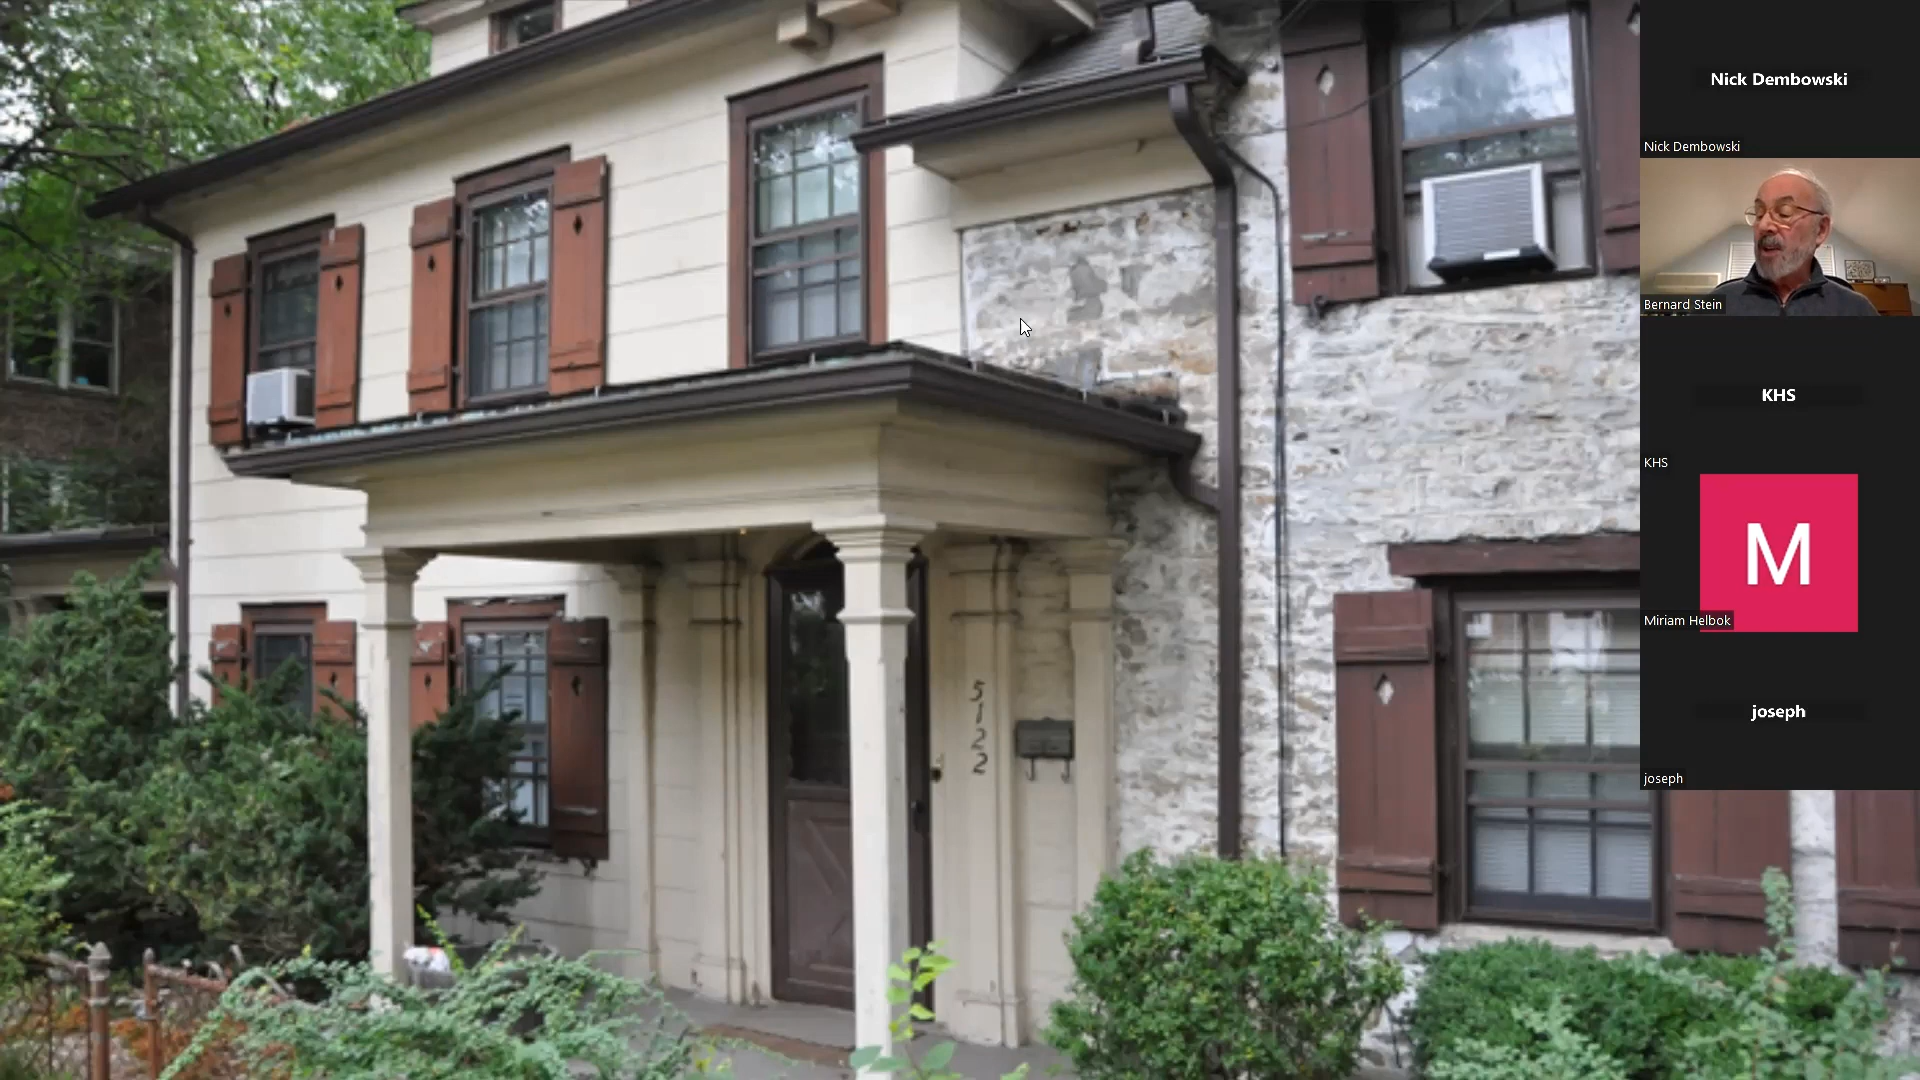 Nick Dembowski
Nick Dembowski
Bernard Stein
KHS
KHS
M
Miriam Helbok
joseph
joseph
5122